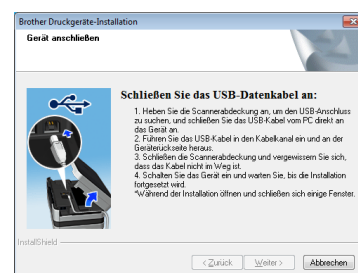 Brother Druckgeräte-Installation
Gerät anschließen
Schließen Sie das USB-Datenkabel an:
1. Heben Sie die Scannerabdeckung an, um den USB-Anschluss
zu suchen, und schließen Sie das USB-Kabel vom PC direkt an
das Gerät an.
2. Führen Sie das USB-Kabel in den Kabelkanal ein und an der
Geräterückseite heraus.
3. Schließen die Scannerabdeckung und vergewissern Sie sich,
dass das Kabel nicht im Weg ist.
4. Schalten Sie das Gerät ein und warten Sie, bis die Installation
fortgesetzt wird.
*Während der Installation öffnen und schließen sich einige Fenster.
InstallShield
< Zurück
Weiter >
Abbrechen